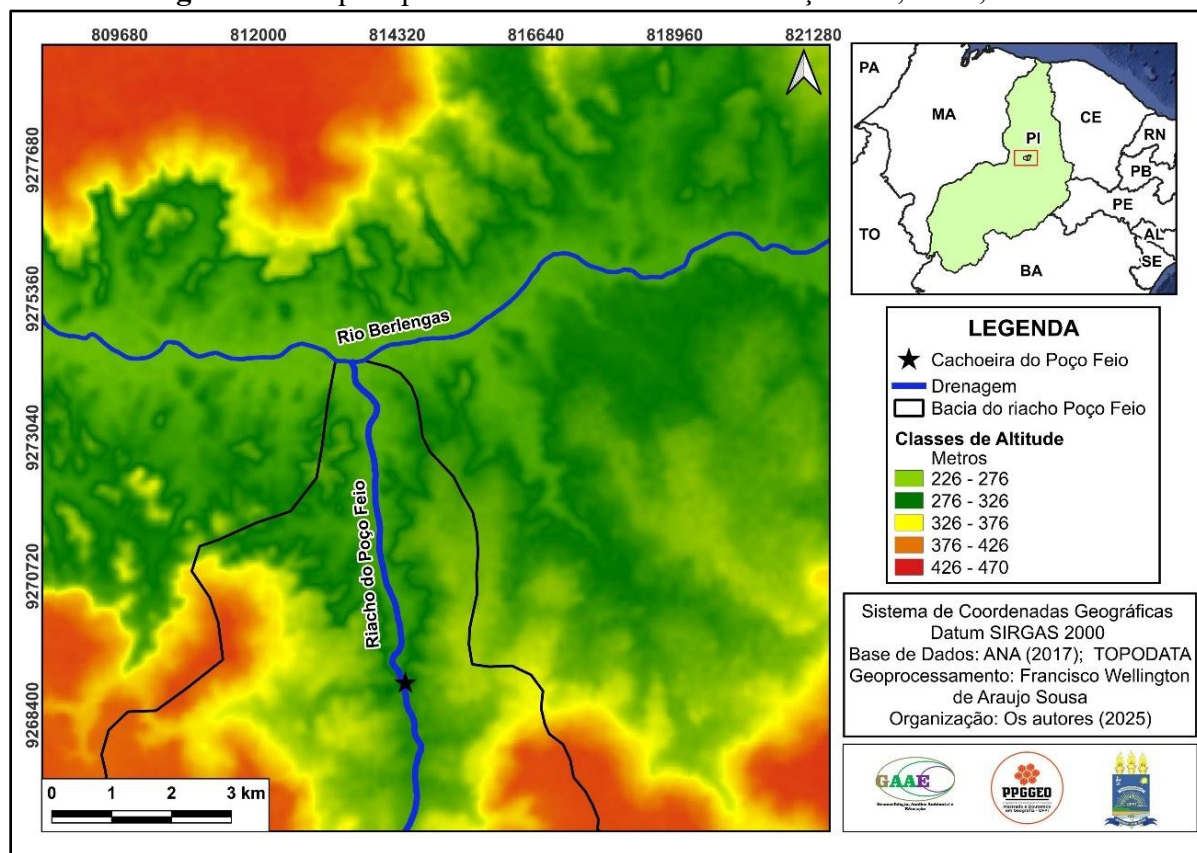 809680 812000 814320 816640 818960 821280
9277680
9275360
9273040
9270720
9268400
Rio Berlengas
Riacho do Poço Feio
0 1 2 3 km
PA
MA
CE
RN
PI
PB
PE
TO
AL
SE
BA
LEGENDA
Cachoeira do Poço Feio
Drenagem
Bacia do riacho Poço Feio
Classes de Altitude
Metros
226 - 276
276 - 326
326 - 376
376 - 426
426 - 470
Sistema de Coordenadas Geográficas
Datum SIRGAS 2000
Base de Dados: ANA (2017); TOPODATA
Geoprocessamento: Francisco Wellington
de Araujo Sousa
Organização: Os autores (2025)
GAAE
PPGGEO